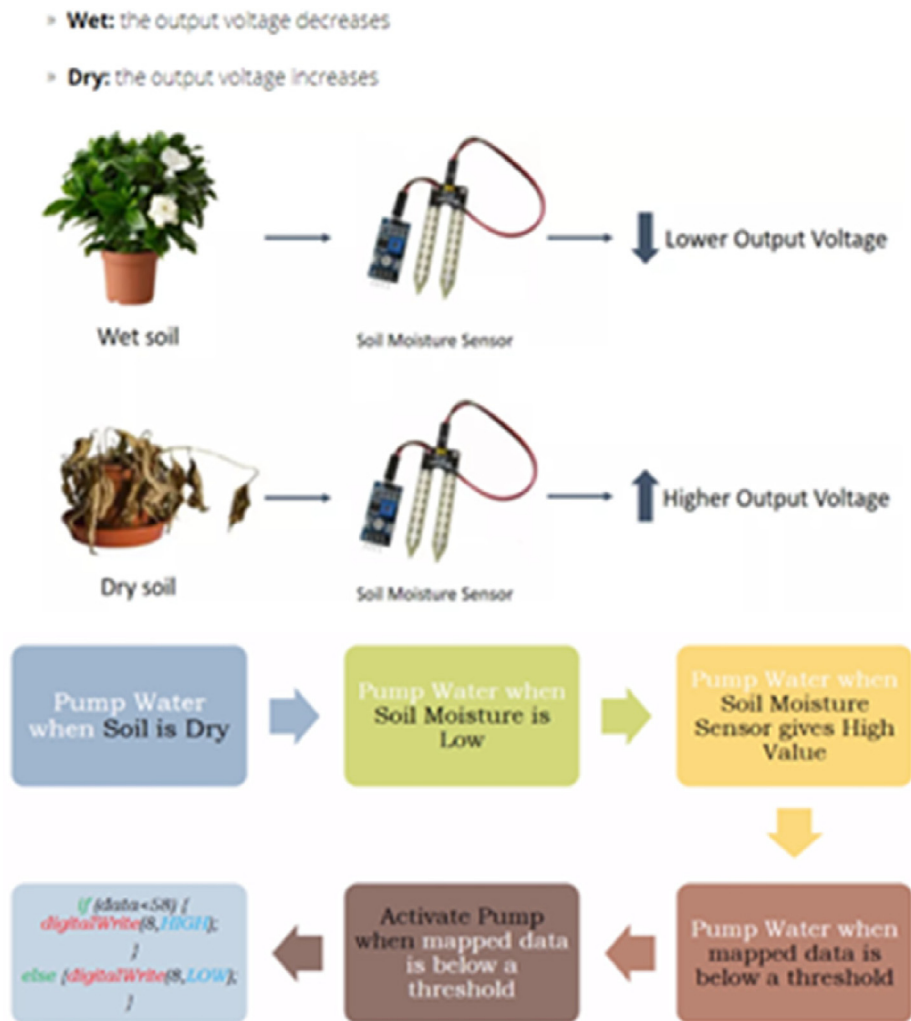 » Wet: the output voltage decreases
» Dry: the output voltage increases
Lower Output Voltage
Wet soil
Soil Moisture Sensor
Higher Output Voltage
Dry soil
Soil Moisture Sensor
Pump Water
when Soil is Dry
Pump Water when
Soil Moisture is
Low
Pump Water when
Soil Moisture
Sensor gives High
Value
if (data<58) {
digitalWrite(8,HIGH);
}
else {digitalWrite(8,LOW);
}
Activate Pump
when mapped data
is below a
threshold
Pump Water when
mapped data is
below a threshold